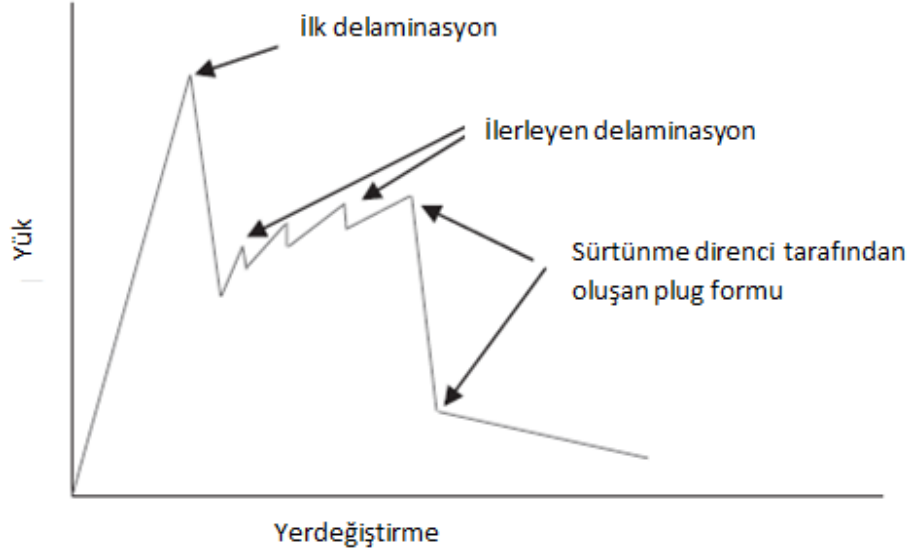 İlk delaminasyon
İlerleyen delaminasyon
Yük
Sürtünme direnci tarafından
oluşan plug formu
Yerdeğiştirme